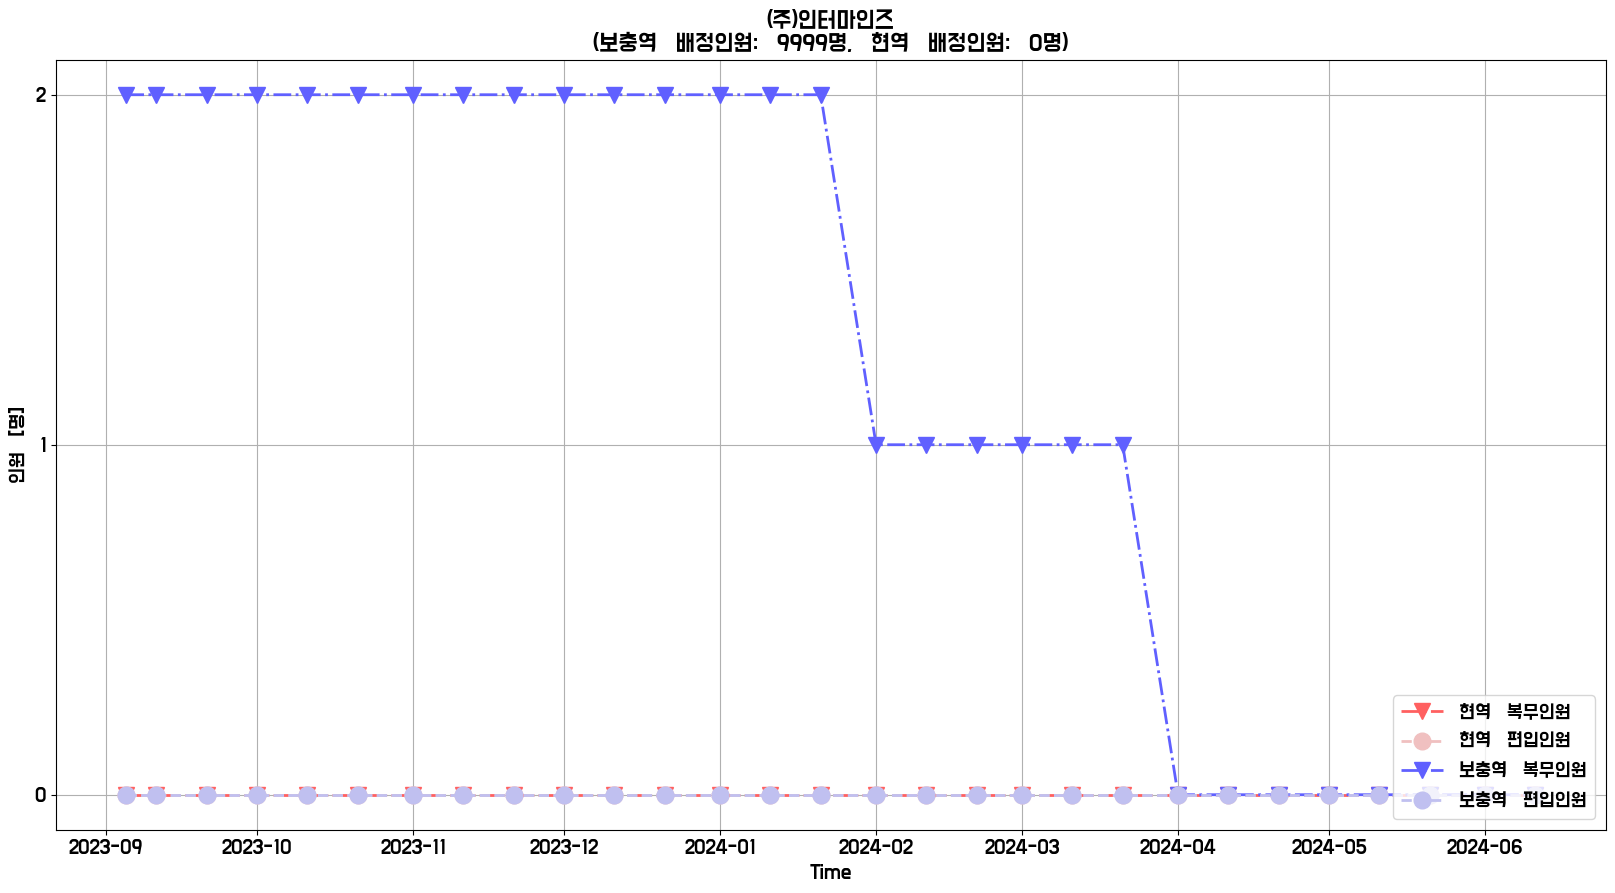 (주)인터마인즈
(보충역 배정인원: 9999명, 현역 배정인원: 0명)
인원 [명]
2
1
0
현역 복무인원
현역 편입인원
보충역 복무인원
보충역 편입인원
2023-09 2023-10 2023-11 2023-12 2024-01 2024-02 2024-03 2024-04 2024-05 2024-06
Time